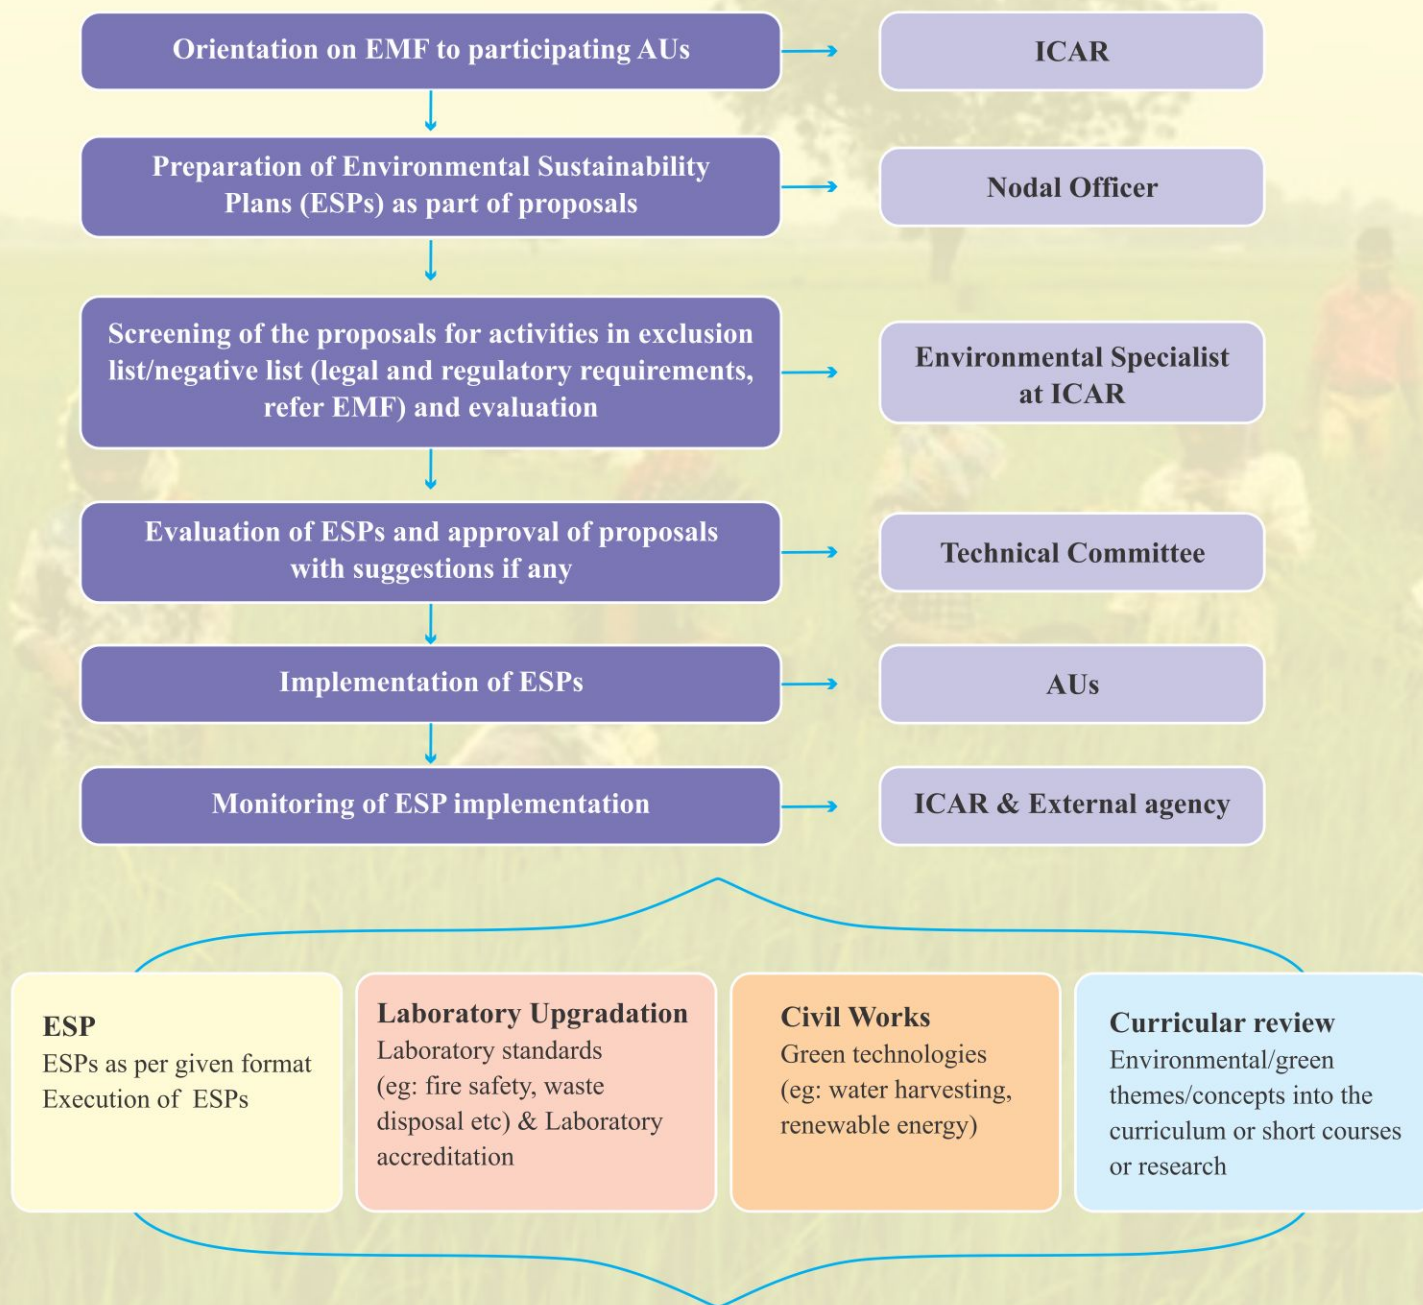 Orientation on EMF to participating AUs
ICAR
Preparation of Environmental Sustainability
Plans (ESPs) as part of proposals
Nodal Officer
Screening of the proposals for activities in exclusion
list/negative list (legal and regulatory requirements,
refer EMF) and evaluation
Environmental Specialist
at ICAR
Evaluation of ESPs and approval of proposals
with suggestions if any
Technical Committee
Implementation of ESPs
AUs
Monitoring of ESP implementation
ICAR & External agency
ESP
ESPs as per given format
Execution of ESPs
Laboratory Upgradation
Laboratory standards
(eg: fire safety, waste
disposal etc) & Laboratory
accreditation
Civil Works
Green technologies
(eg: water harvesting,
renewable energy)
Curricular review
Environmental/green
themes/concepts into the
curriculum or short courses
or research